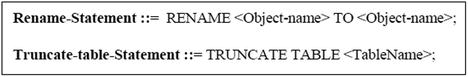 Rename-Statement ::= RENAME <Object-name> TO <Object-name>;
Truncate-table-Statement ::= TRUNCATE TABLE <TableName>;